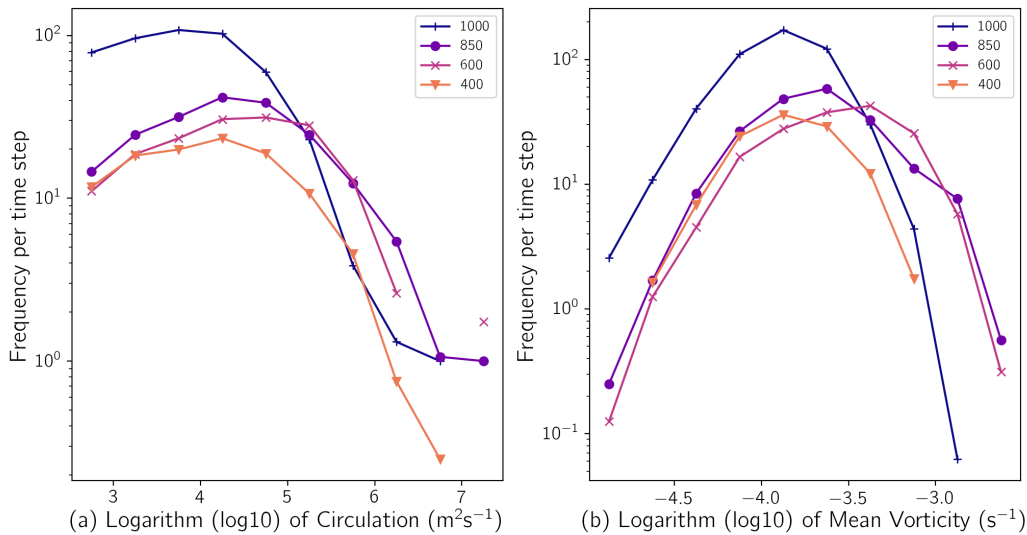 10²
10¹
10⁰
Frequency per time step
3 4 5 6 7
(a) Logarithm (log10) of Circulation (m²s⁻¹)
1000
850
600
400
10²
10¹
10⁰
10⁻¹
Frequency per time step
−4.5 −4.0 −3.5 −3.0
(b) Logarithm (log10) of Mean Vorticity (s⁻¹)
1000
850
600
400